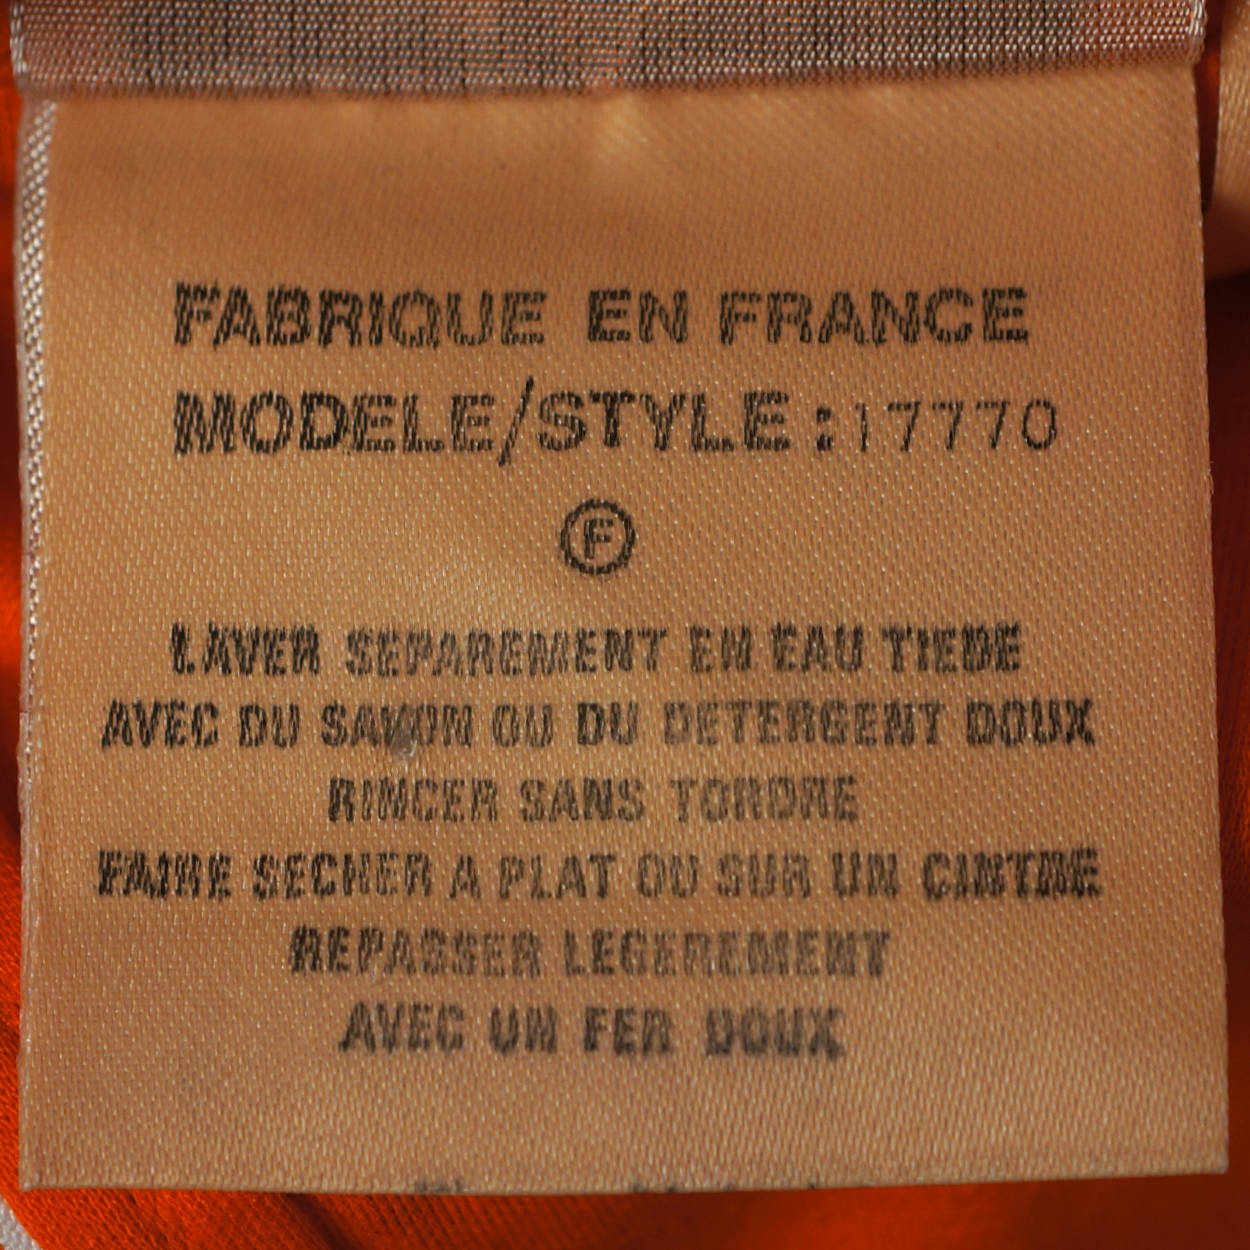 FABRIQUE EN FRANCE
MODELE/STYLE : 17770
F
LAVER SEPAREMENT EN EAU TIEDE
AVEC DU SAVON OU DU DETERGENT DOUX
RINCER SANS TORDRE
FAIRE SECHER A PLAT OU SUR UN CINTRE
REPASSER LEGEREMENT
AVEC UN FER DOUX